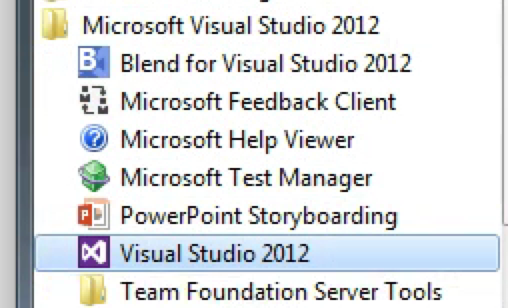 Microsoft Visual Studio 2012
Blend for Visual Studio 2012
Microsoft Feedback Client
Microsoft Help Viewer
Microsoft Test Manager
PowerPoint Storyboarding
Visual Studio 2012
Team Foundation Server Tools